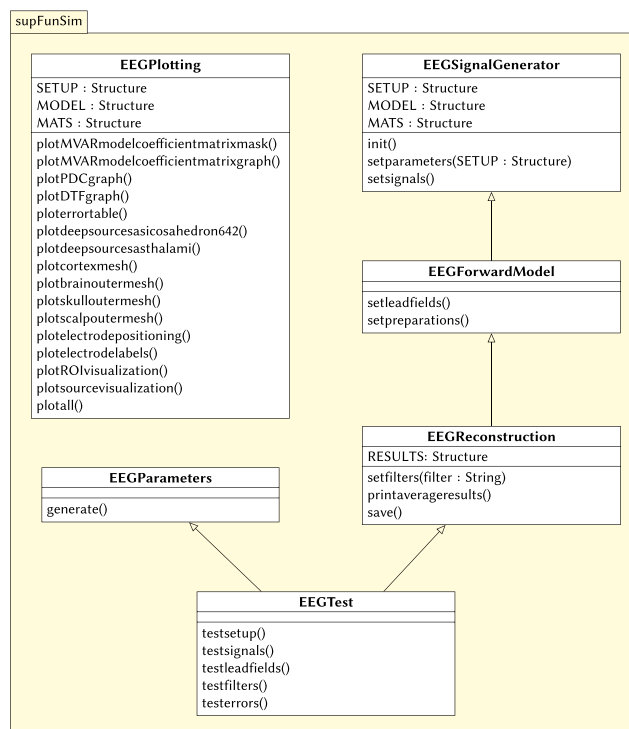 supFunSim
EEGPlotting
SETUP : Structure
MODEL : Structure
MATS : Structure
plotMVARmodelcoefficientmatrixmask()
plotMVARmodelcoefficientmatrixgraph()
plotPDCgraph()
plotDTFgraph()
ploterrortable()
plotdeepsourcesasicosahedron642()
plotdeepsourcesasthalami()
plotcortexmesh()
plotbrainoutermesh()
plotskulloutermesh()
plotscalpoutermesh()
plotelectrodepositioning()
plotelectrodelabels()
plotROIvisualization()
plotsourcevisualization()
plotall()
EEGSignalGenerator
SETUP : Structure
MODEL : Structure
MATS : Structure
init()
setparameters(SETUP : Structure)
setsignals()
EEGForwardModel
setleadfields()
setpreparations()
EEGReconstruction
RESULTS: Structure
setfilters(filter : String)
printaverageresults()
save()
EEGParameters
generate()
EEGTest
testsetup()
testsignals()
testleadfields()
testfilters()
testerrors()